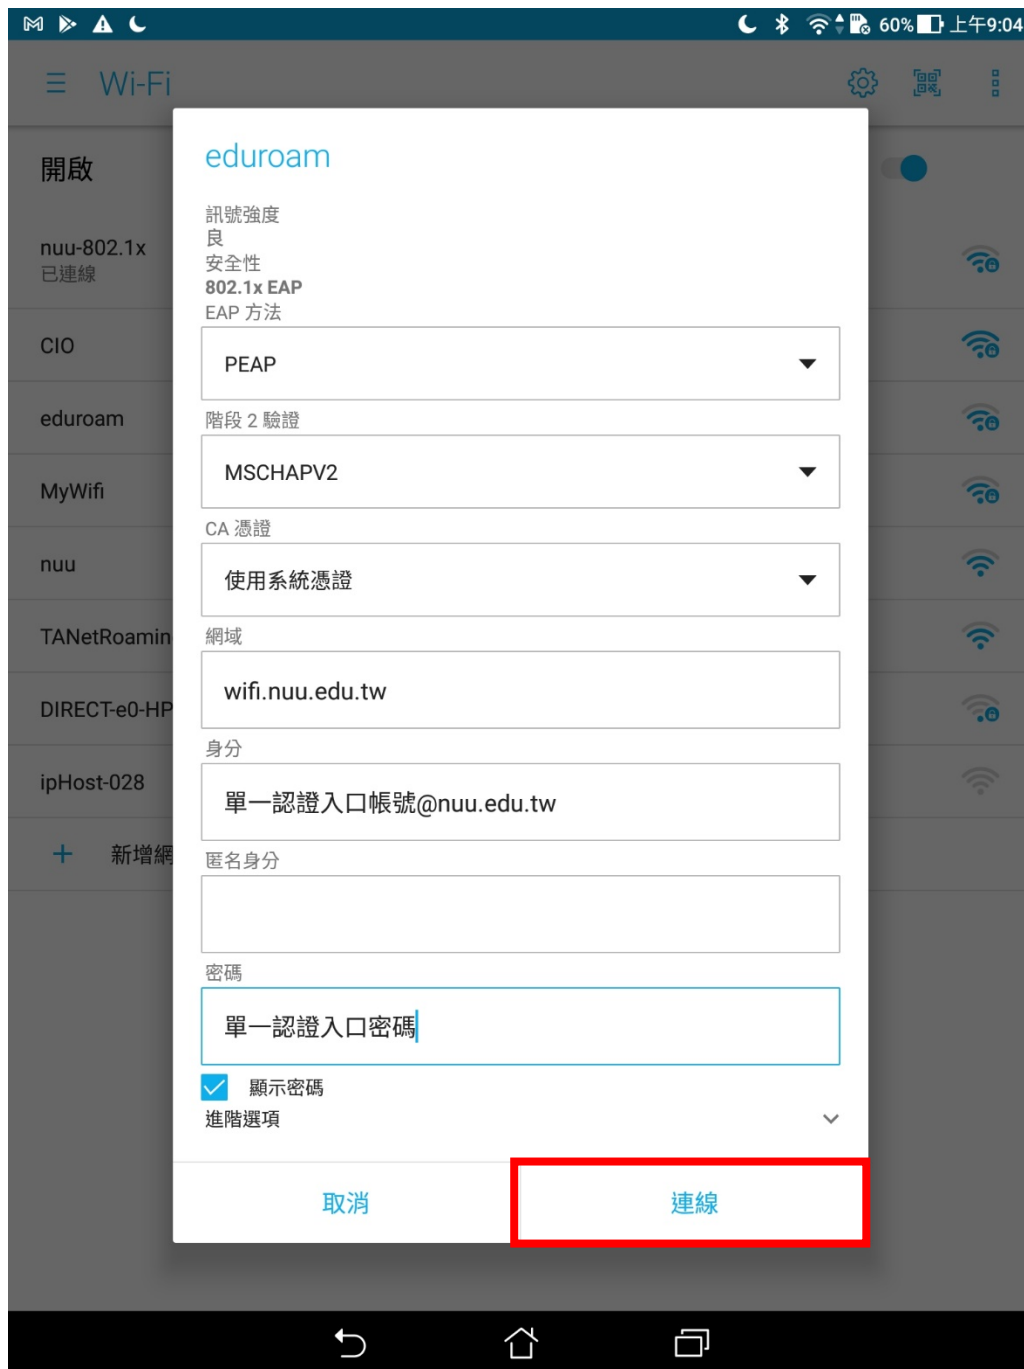 60% 上午9:04
Wi-Fi
開啟
nuu-802.1x
已連線
CIO
eduroam
MyWifi
nuu
TANetRoamin
DIRECT-e0-HP
ipHost-028
新增網
eduroam
訊號強度
良
安全性
802.1x EAP
EAP 方法
PEAP
階段 2 驗證
MSCHAPV2
CA 憑證
使用系統憑證
網域
wifi.nuu.edu.tw
身分
單一認證入口帳號@nuu.edu.tw
匿名身分
密碼
單一認證入口密碼
顯示密碼
進階選項
取消 連線